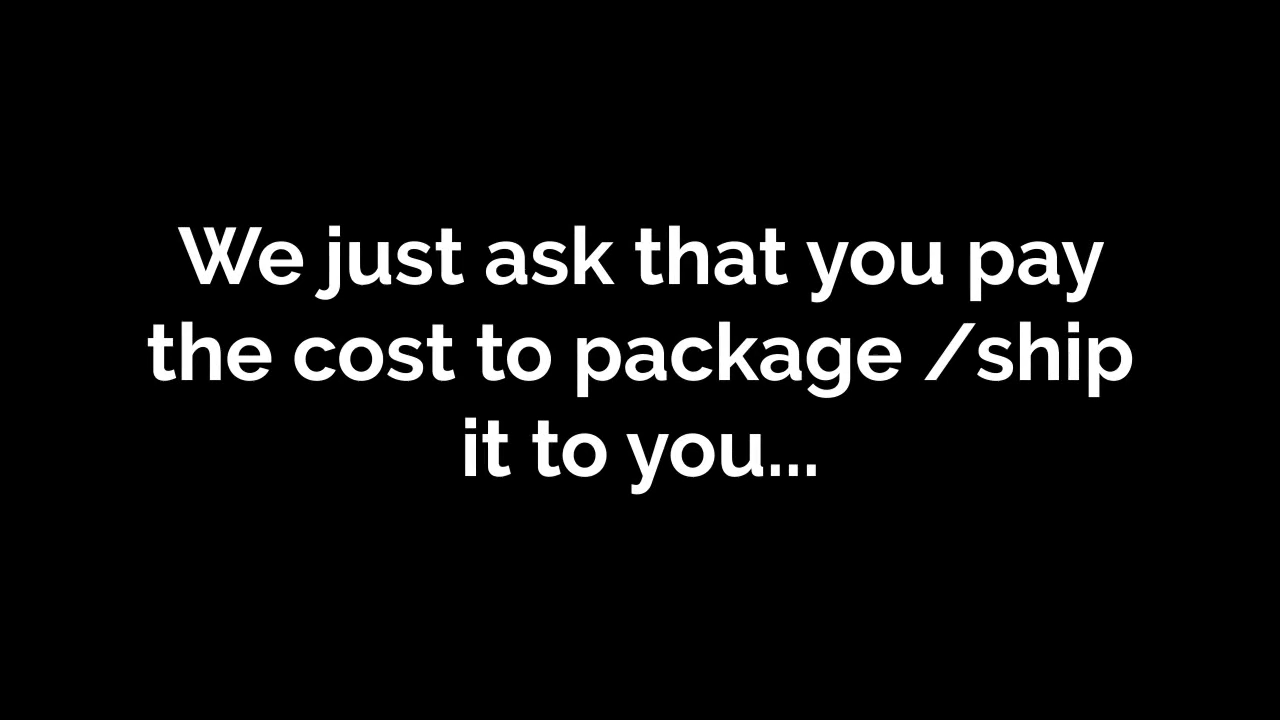 We just ask that you pay
the cost to package /ship
it to you...